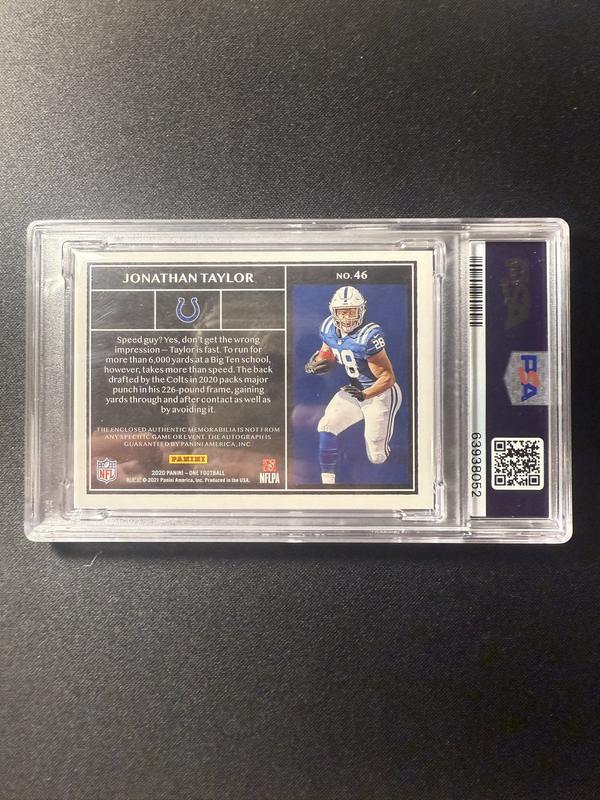 JONATHAN TAYLOR
NO. 46
Speed guy? Yes, don't get the wrong
impression — Taylor is fast. To run for
more than 6,000 yards at a Big Ten school,
however, takes more than speed. The back
drafted by the Colts in 2020 packs major
punch in his 226-pound frame, gaining
yards through and after contact as well as
by avoiding it.
THE ENCLOSED AUTHENTIC MEMORABILIA IS NOT FROM
ANY SPECIFIC GAME OR EVENT. THE AUTOGRAPH IS
GUARANTEED BY PANINI AMERICA, INC.
PANINI
2020 PANINI – ONE FOOTBALL
© 2021 Panini America, Inc. Produced in the USA.
NFL
NFLPA
28
28
PSA
63938052